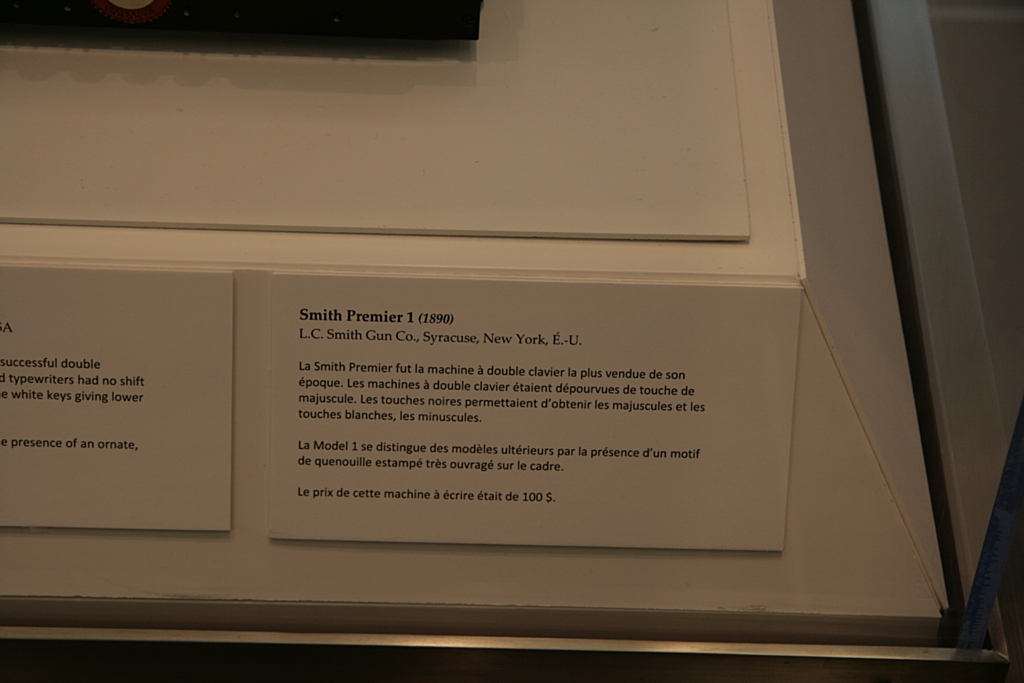 SA
successful double
d typewriters had no shift
e white keys giving lower
e presence of an ornate,
Smith Premier 1 (1890)
L.C. Smith Gun Co., Syracuse, New York, É.-U.
La Smith Premier fut la machine à double clavier la plus vendue de son
époque. Les machines à double clavier étaient dépourvues de touche de
majuscule. Les touches noires permettaient d'obtenir les majuscules et les
touches blanches, les minuscules.
La Model 1 se distingue des modèles ultérieurs par la présence d'un motif
de quenouille estampé très ouvragé sur le cadre.
Le prix de cette machine à écrire était de 100 $.